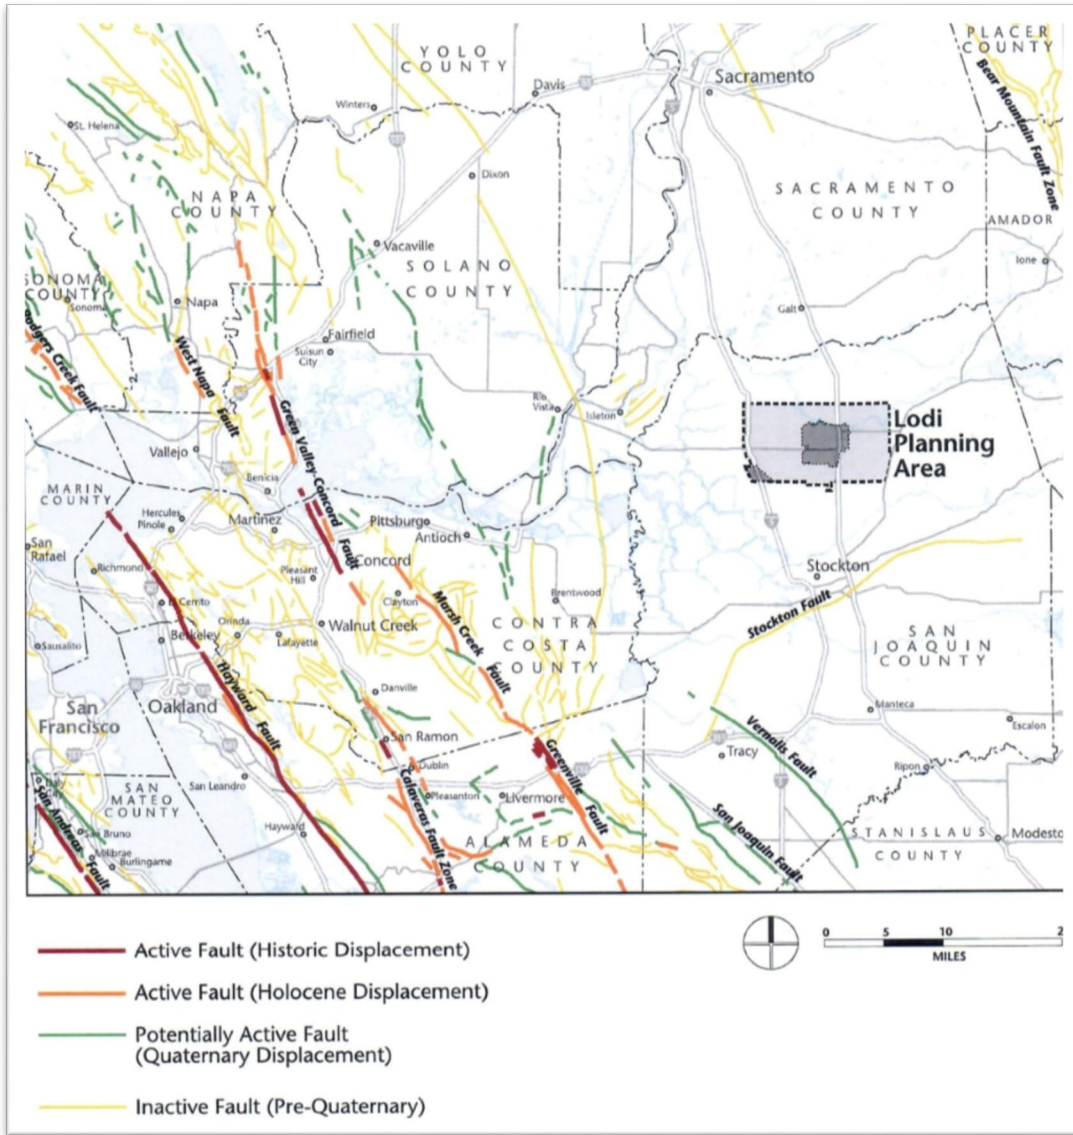 YOLO
COUNTY
PLACER
COUNTY
Bear Mountain Fault Zone
Sacramento
Davis
Winters
St. Helena
Dixon
NAPA
COUNTY
SACRAMENTO
COUNTY
AMADOR
Ione
Vacaville
SOLANO
COUNTY
SONOMA
COUNTY
Sonoma
Napa
Galt
Fairfield
Suisun
City
Rodgers Creek Fault
West Napa Fault
Green Valley-Concord Fault
Rio
Vista
Isleton
Lodi
Planning
Area
Vallejo
Benicia
MARIN
COUNTY
Hercules
Pinole
Martinez
Pittsburg
Antioch
San
Rafael
Richmond
Pleasant
Hill
Concord
Clayton
Brentwood
Stockton
Stockton Fault
El Cerrito
Orinda
Walnut Creek
Marsh Creek Fault
CONTRA
COSTA
COUNTY
SAN
JOAQUIN
COUNTY
Berkeley
Lafayette
Sausalito
Hayward Fault
Danville
San
Francisco
Oakland
Manteca
Escalon
San Ramon
Vernalis Fault
Tracy
Dublin
Greenville Fault
Ripon
Daly
SAN
MATEO
COUNTY
San Leandro
Calaveras Fault Zone
Pleasanton
Livermore
San Joaquin Fault
San Andreas Fault
San Bruno
Hayward
Millbrae
Burlingame
ALAMEDA
COUNTY
STANISLAUS
COUNTY
Modesto
Active Fault (Historic Displacement)
Active Fault (Holocene Displacement)
Potentially Active Fault
(Quaternary Displacement)
Inactive Fault (Pre-Quaternary)
0 5 10 2
MILES